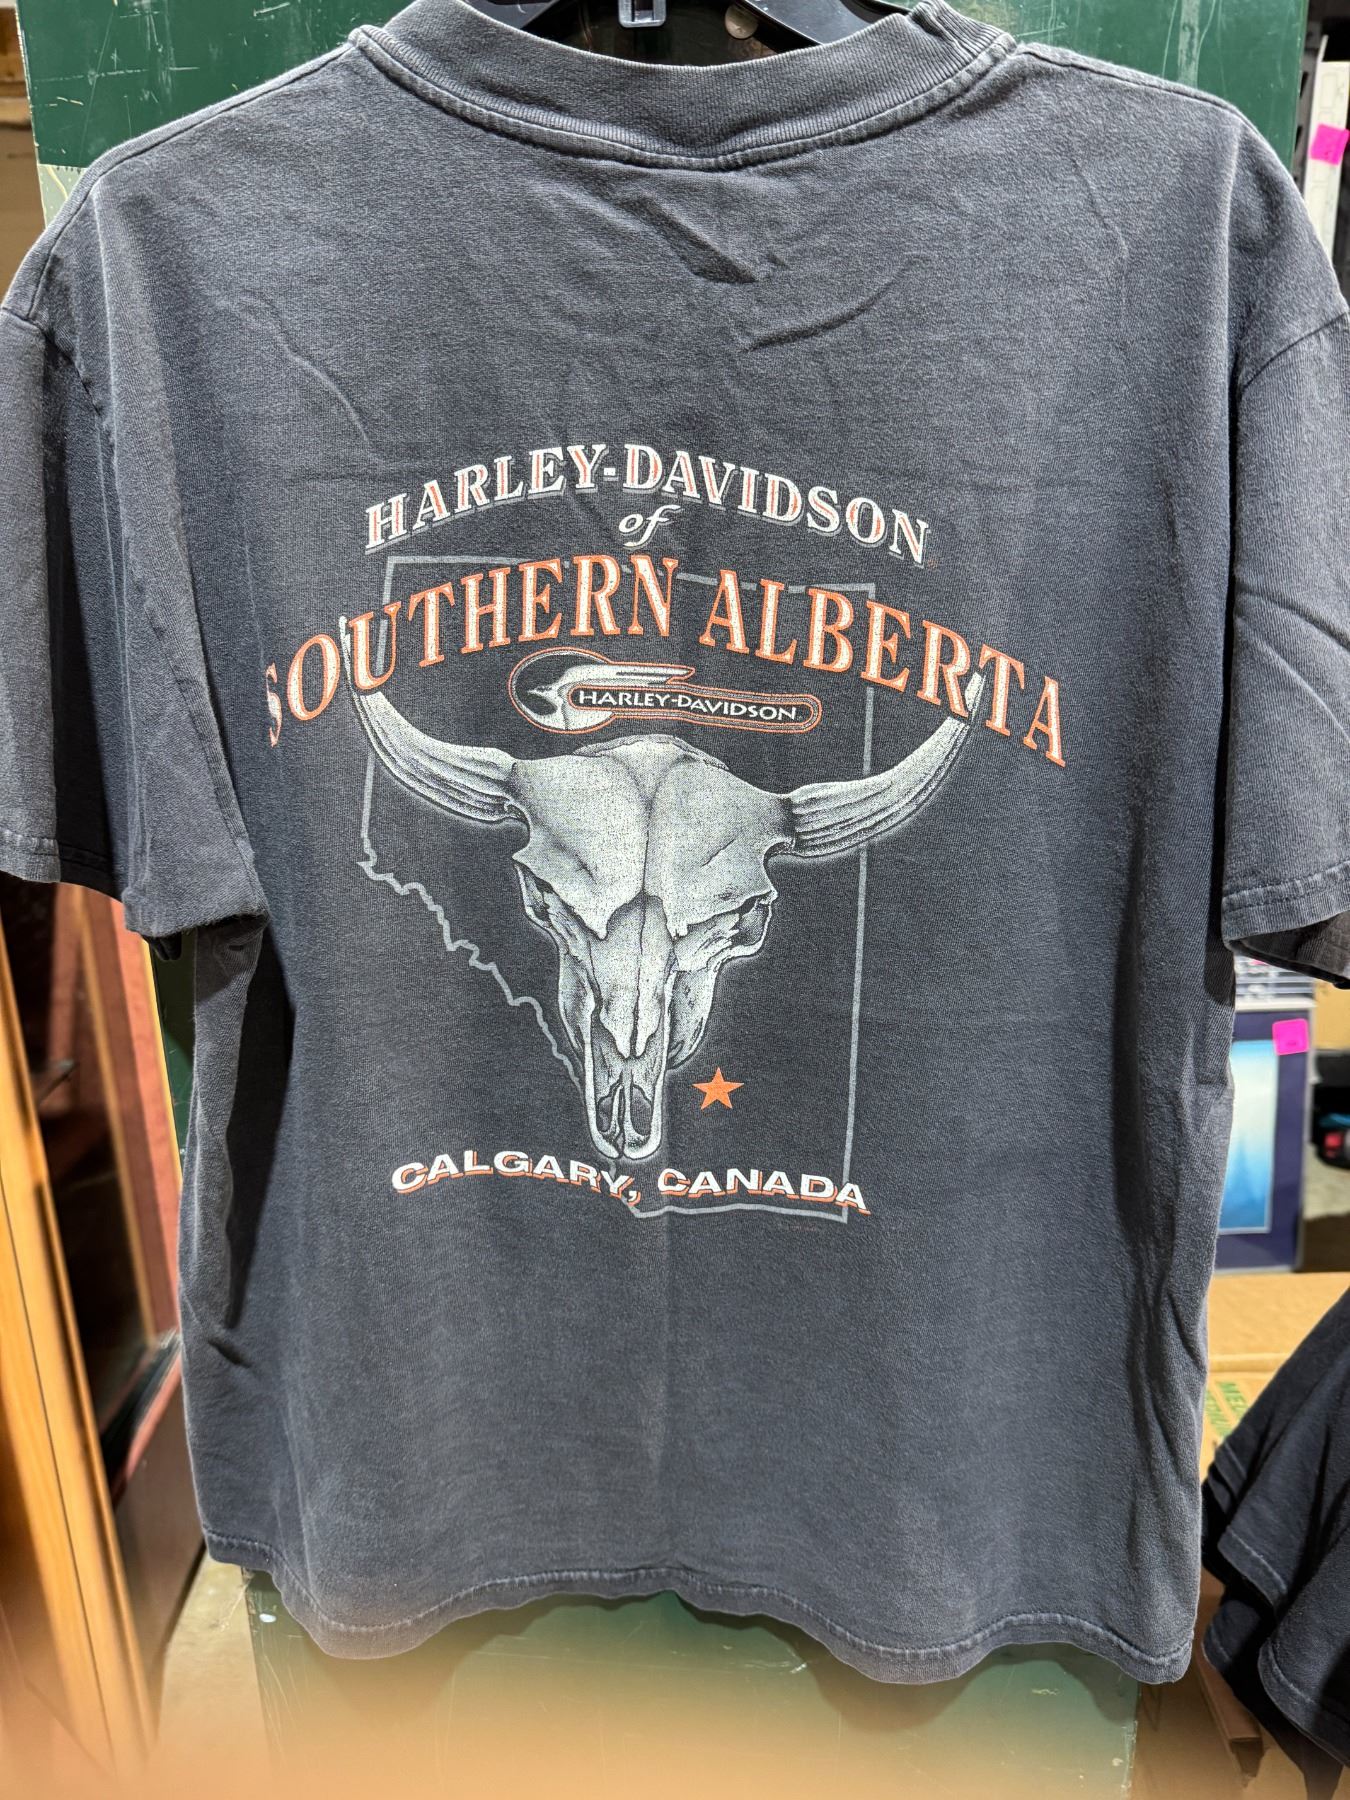 HARLEY-DAVIDSON
of
SOUTHERN ALBERTA
HARLEY-DAVIDSON
CALGARY, CANADA